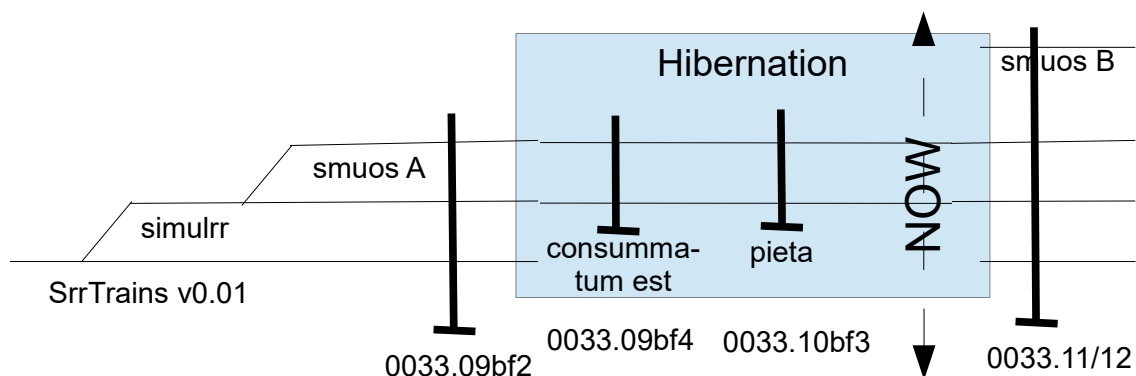 Hibernation
smuos B
smuos A
simulrr
NOW
consumma-
tum est
pieta
SrrTrains v0.01
0033.09bf2
0033.09bf4
0033.10bf3
0033.11/12